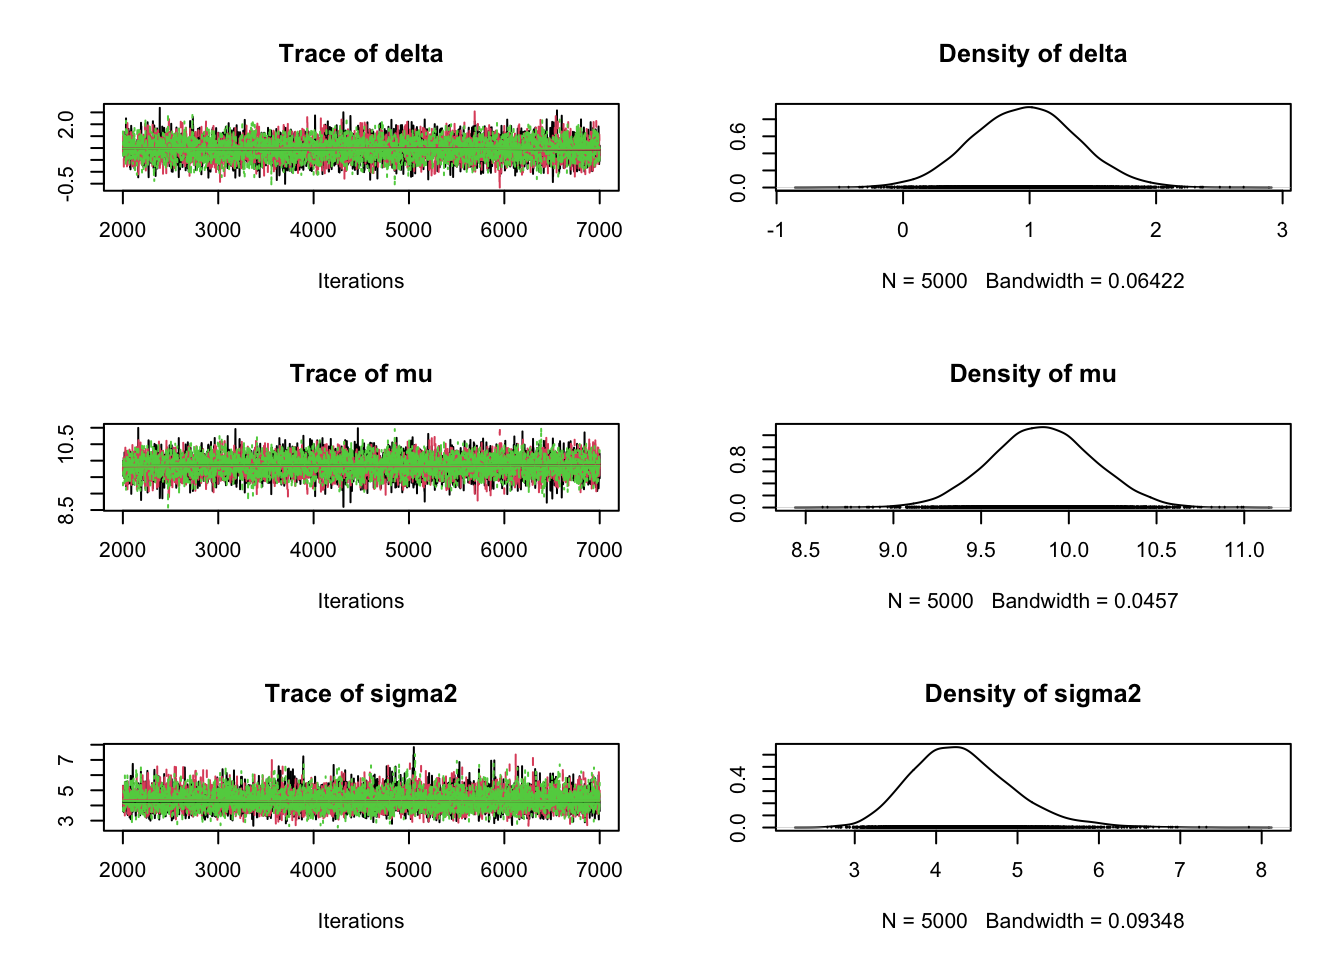 Trace of delta
2.0
-0.5
2000 3000 4000 5000 6000 7000
Iterations
Density of delta
0.6
0.0
-1 0 1 2 3
N = 5000 Bandwidth = 0.06422
Trace of mu
10.5
8.5
2000 3000 4000 5000 6000 7000
Iterations
Density of mu
0.8
0.0
8.5 9.0 9.5 10.0 10.5 11.0
N = 5000 Bandwidth = 0.0457
Trace of sigma2
7
5
3
2000 3000 4000 5000 6000 7000
Iterations
Density of sigma2
0.4
0.0
3 4 5 6 7 8
N = 5000 Bandwidth = 0.09348